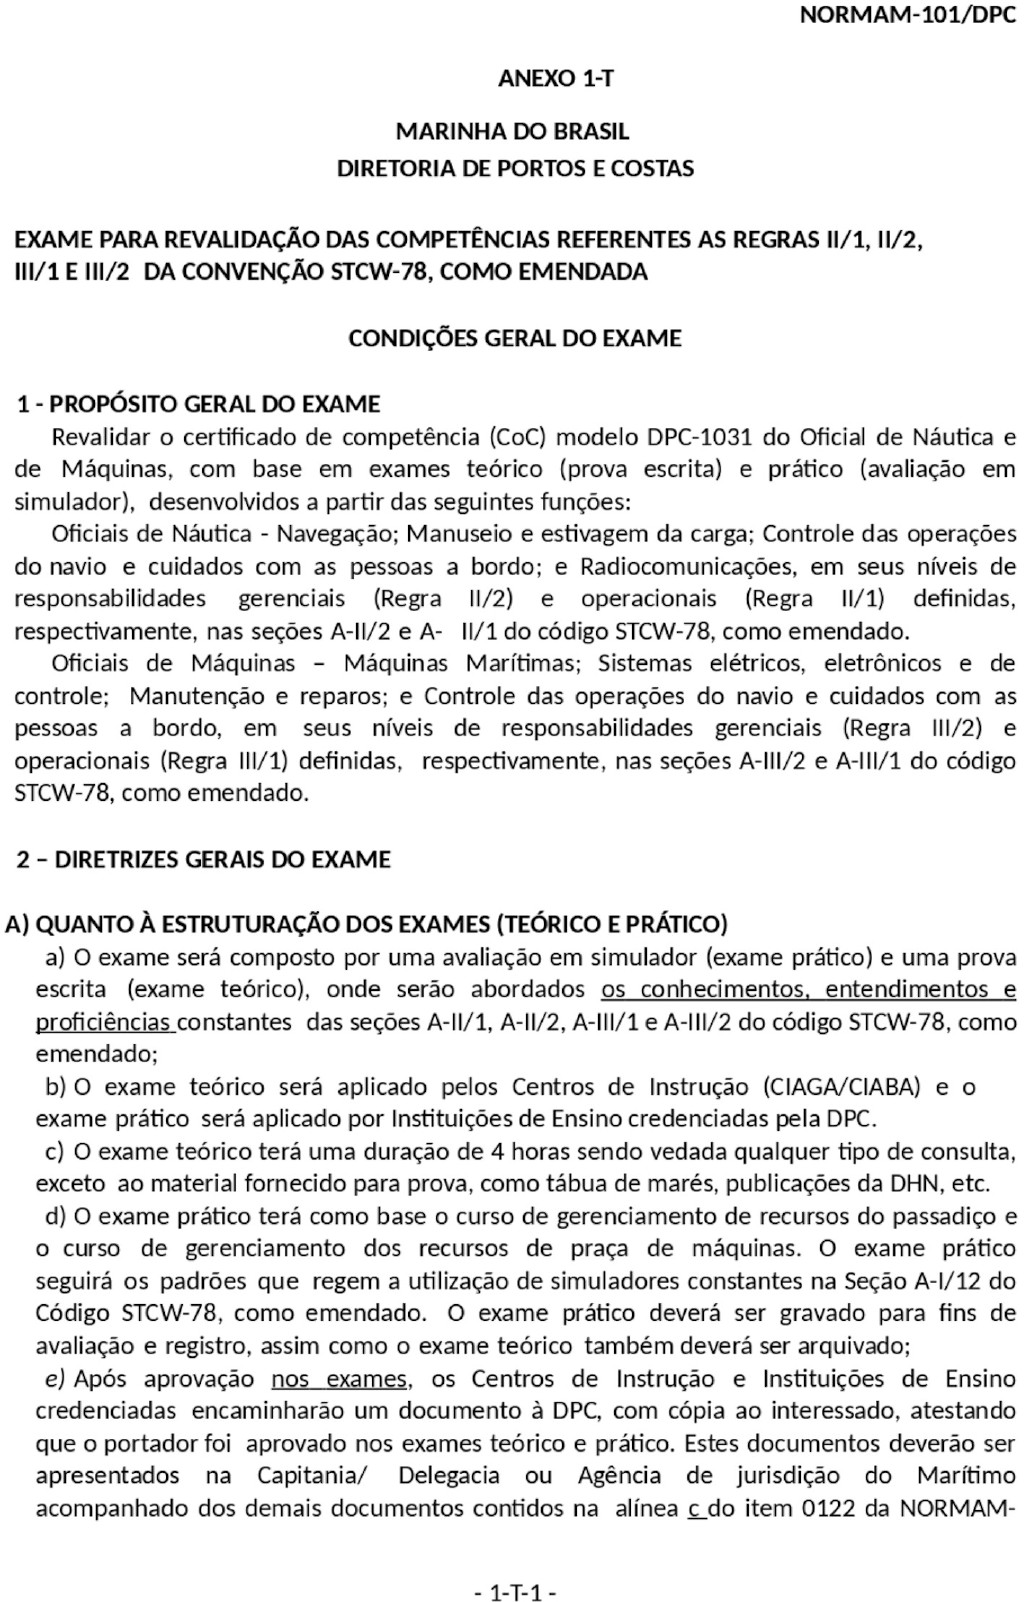 NORMAM-101/DPC
ANEXO 1-T
MARINHA DO BRASIL
DIRETORIA DE PORTOS E COSTAS
EXAME PARA REVALIDAÇÃO DAS COMPETÊNCIAS REFERENTES AS REGRAS II/1, II/2,
III/1 E III/2 DA CONVENÇÃO STCW-78, COMO EMENDADA
CONDIÇÕES GERAL DO EXAME
1 - PROPÓSITO GERAL DO EXAME
Revalidar o certificado de competência (CoC) modelo DPC-1031 do Oficial de Náutica e
de Máquinas, com base em exames teórico (prova escrita) e prático (avaliação em
simulador), desenvolvidos a partir das seguintes funções:
Oficiais de Náutica - Navegação; Manuseio e estivagem da carga; Controle das operações
do navio e cuidados com as pessoas a bordo; e Radiocomunicações, em seus níveis de
responsabilidades gerenciais (Regra II/2) e operacionais (Regra II/1) definidas,
respectivamente, nas seções A-II/2 e A- II/1 do código STCW-78, como emendado.
Oficiais de Máquinas – Máquinas Marítimas; Sistemas elétricos, eletrônicos e de
controle; Manutenção e reparos; e Controle das operações do navio e cuidados com as
pessoas a bordo, em seus níveis de responsabilidades gerenciais (Regra III/2) e
operacionais (Regra III/1) definidas, respectivamente, nas seções A-III/2 e A-III/1 do código
STCW-78, como emendado.
2 – DIRETRIZES GERAIS DO EXAME
A) QUANTO À ESTRUTURAÇÃO DOS EXAMES (TEÓRICO E PRÁTICO)
a) O exame será composto por uma avaliação em simulador (exame prático) e uma prova
escrita (exame teórico), onde serão abordados os conhecimentos, entendimentos e
proficiências constantes das seções A-II/1, A-II/2, A-III/1 e A-III/2 do código STCW-78, como
emendado;
b) O exame teórico será aplicado pelos Centros de Instrução (CIAGA/CIABA) e o
exame prático será aplicado por Instituições de Ensino credenciadas pela DPC.
c) O exame teórico terá uma duração de 4 horas sendo vedada qualquer tipo de consulta,
exceto ao material fornecido para prova, como tábua de marés, publicações da DHN, etc.
d) O exame prático terá como base o curso de gerenciamento de recursos do passadiço e
o curso de gerenciamento dos recursos de praça de máquinas. O exame prático
seguirá os padrões que regem a utilização de simuladores constantes na Seção A-I/12 do
Código STCW-78, como emendado. O exame prático deverá ser gravado para fins de
avaliação e registro, assim como o exame teórico também deverá ser arquivado;
e) Após aprovação nos exames, os Centros de Instrução e Instituições de Ensino
credenciadas encaminharão um documento à DPC, com cópia ao interessado, atestando
que o portador foi aprovado nos exames teórico e prático. Estes documentos deverão ser
apresentados na Capitania/ Delegacia ou Agência de jurisdição do Marítimo
acompanhado dos demais documentos contidos na alínea c do item 0122 da NORMAM-
- 1-T-1 -